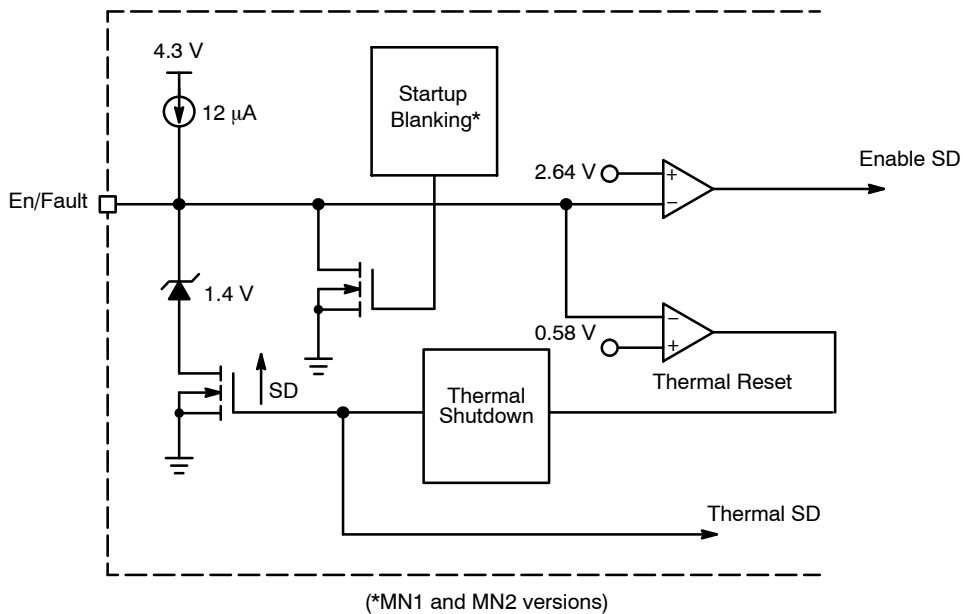 4.3 V
12 μA
Startup
Blanking*
Enable SD
2.64 V
+
−
En/Fault
1.4 V
−
0.58 V
+
SD
Thermal
Shutdown
Thermal Reset
Thermal SD
(*MN1 and MN2 versions)